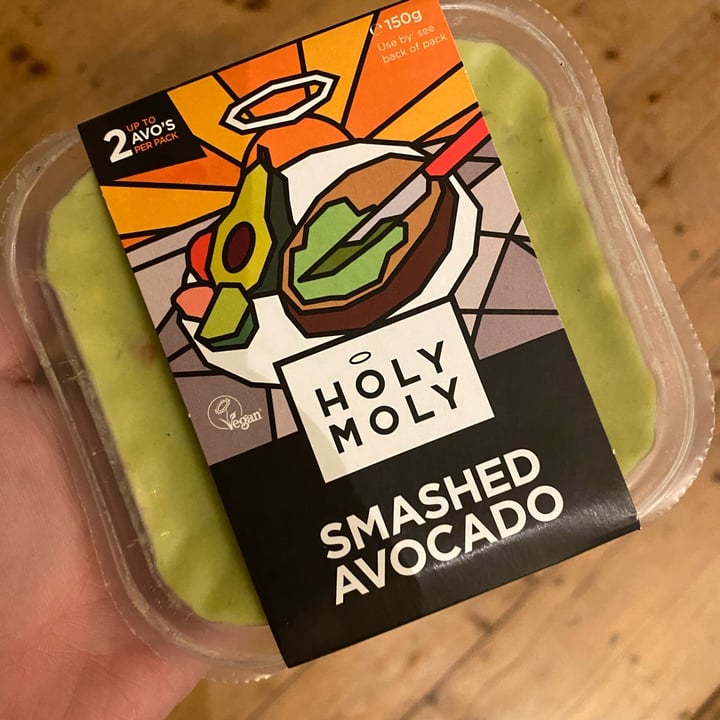 ℮150g
Use by: see
back of pack
2 UP TO
AVO'S
PER PACK
HOLY
MOLY
Vegan
SMASHED
AVOCADO